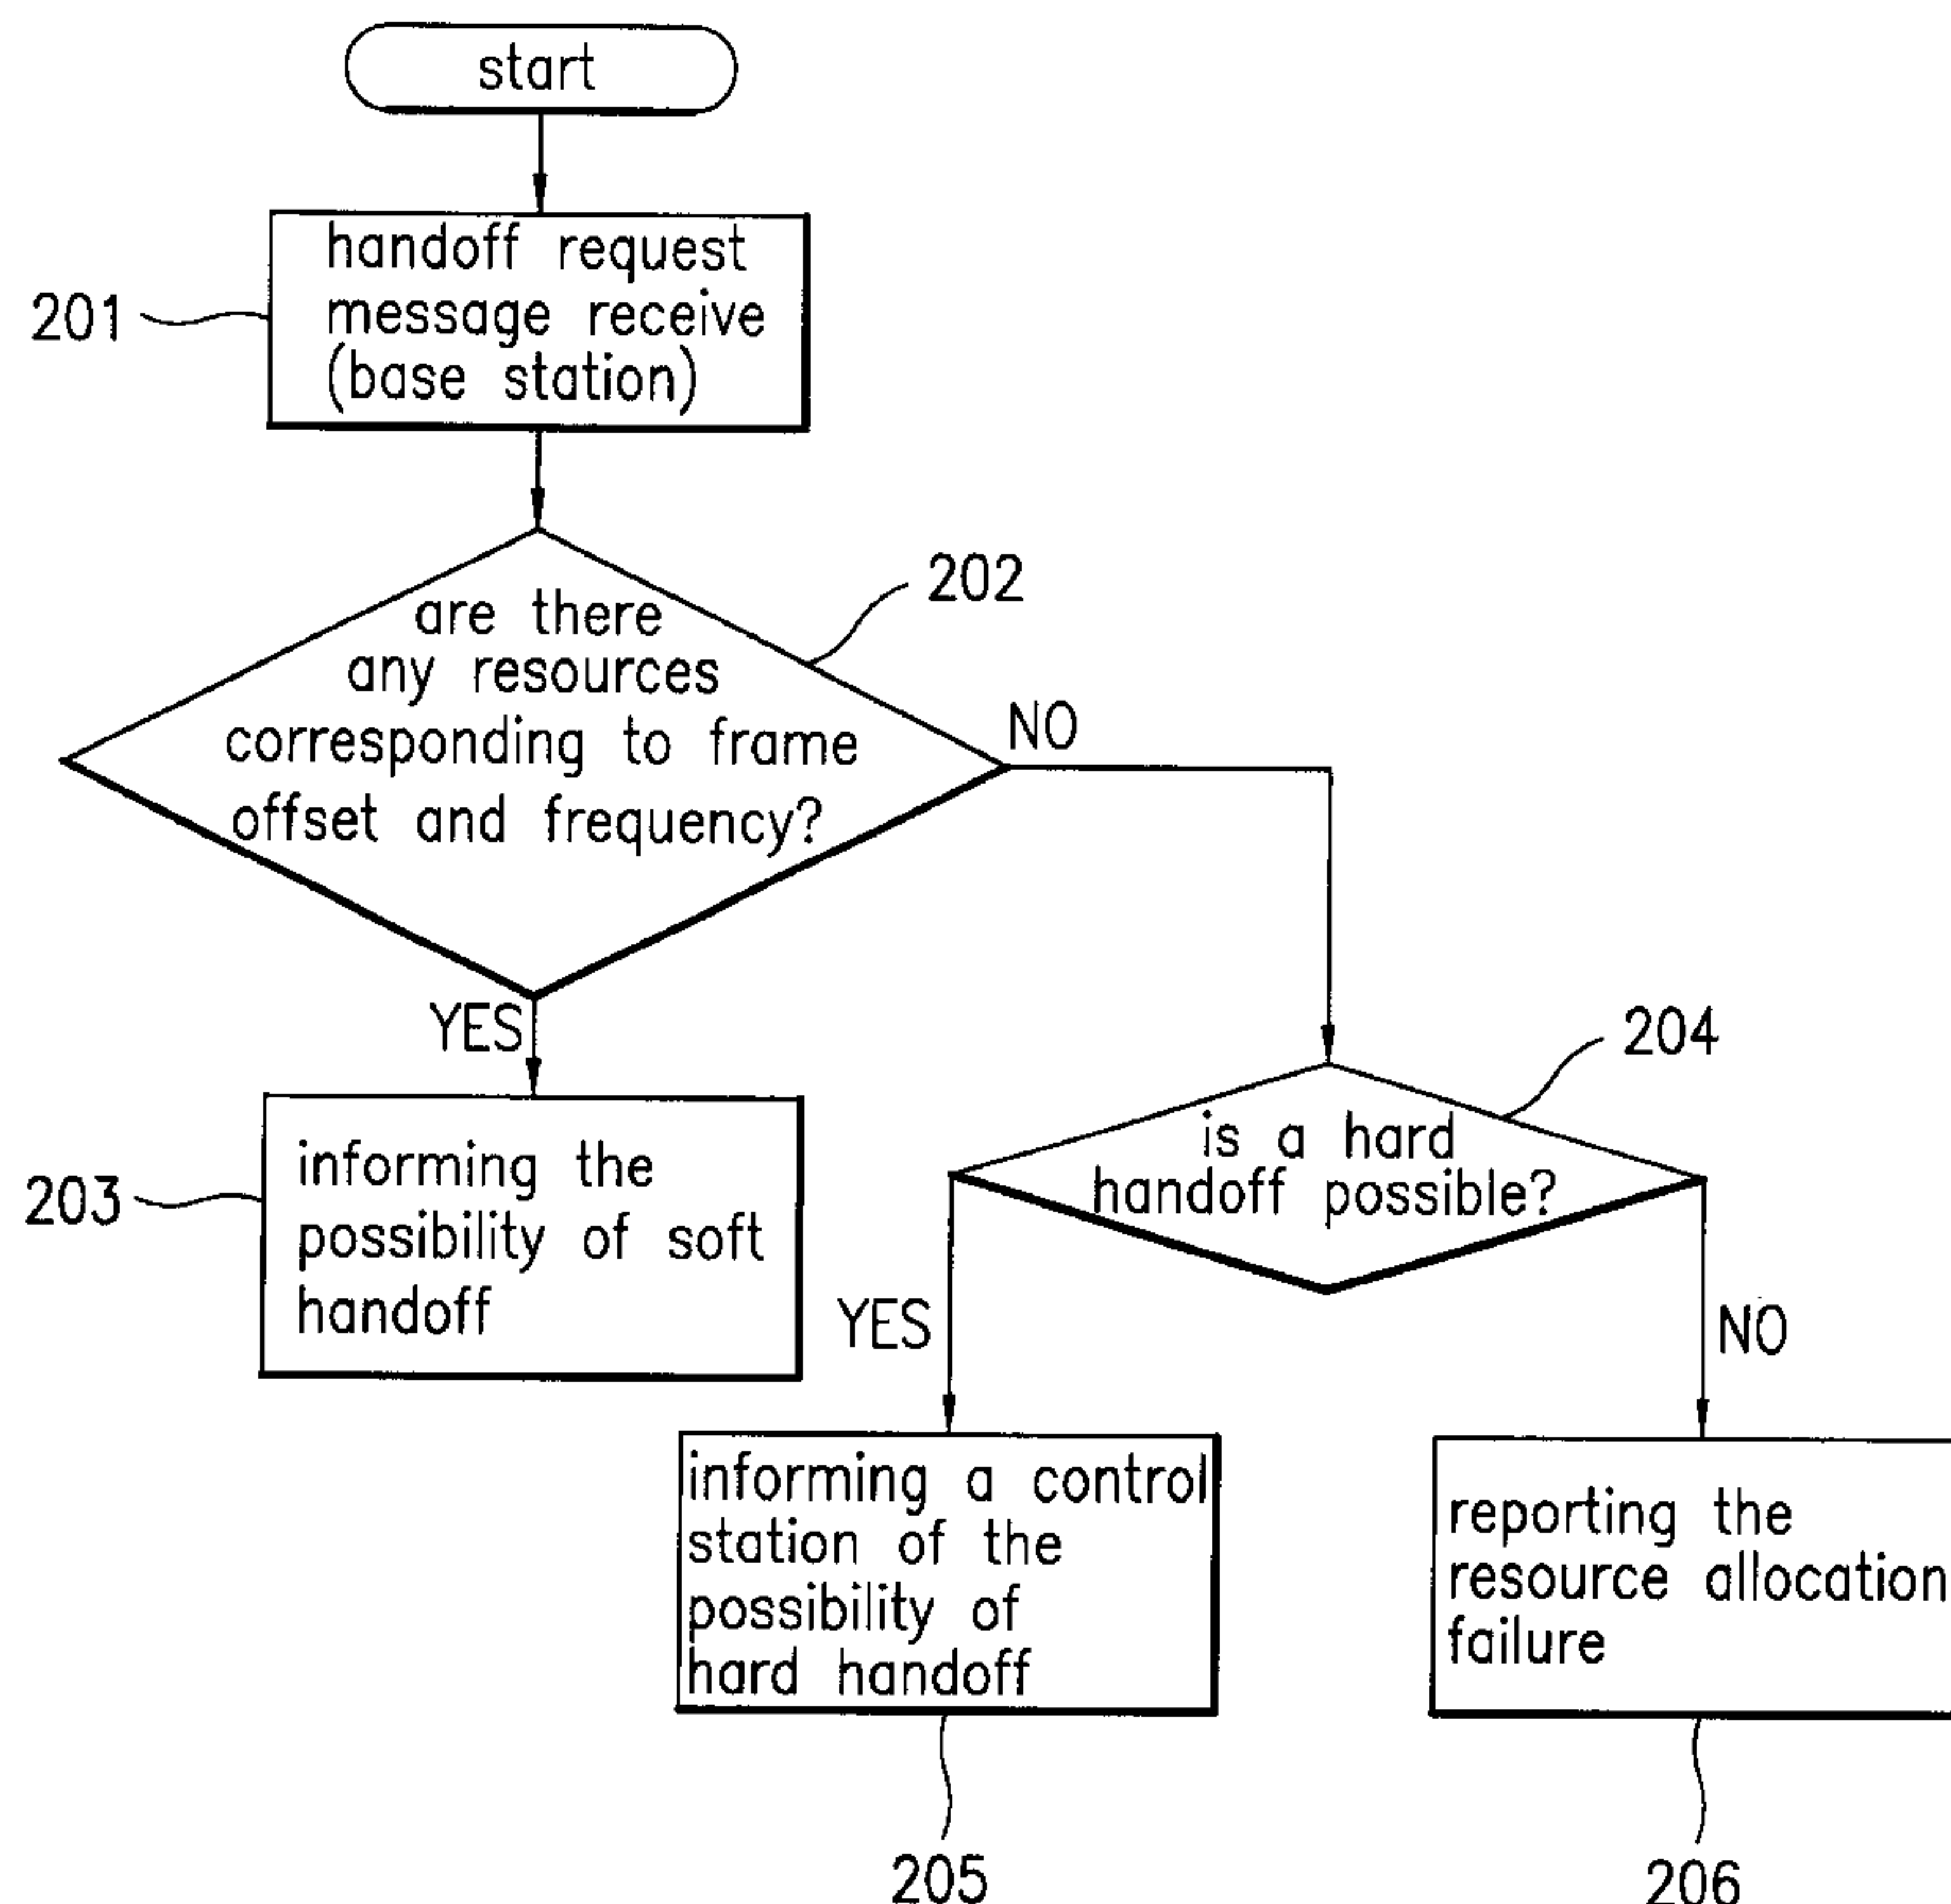 start
201
handoff request
message receive
(base station)
202
are there
any resources
corresponding to frame
offset and frequency?
NO
YES
203
informing the
possibility of soft
handoff
204
is a hard
handoff possible?
YES
NO
informing a control
station of the
possibility of
hard handoff
reporting the
resource allocation
failure
205
206